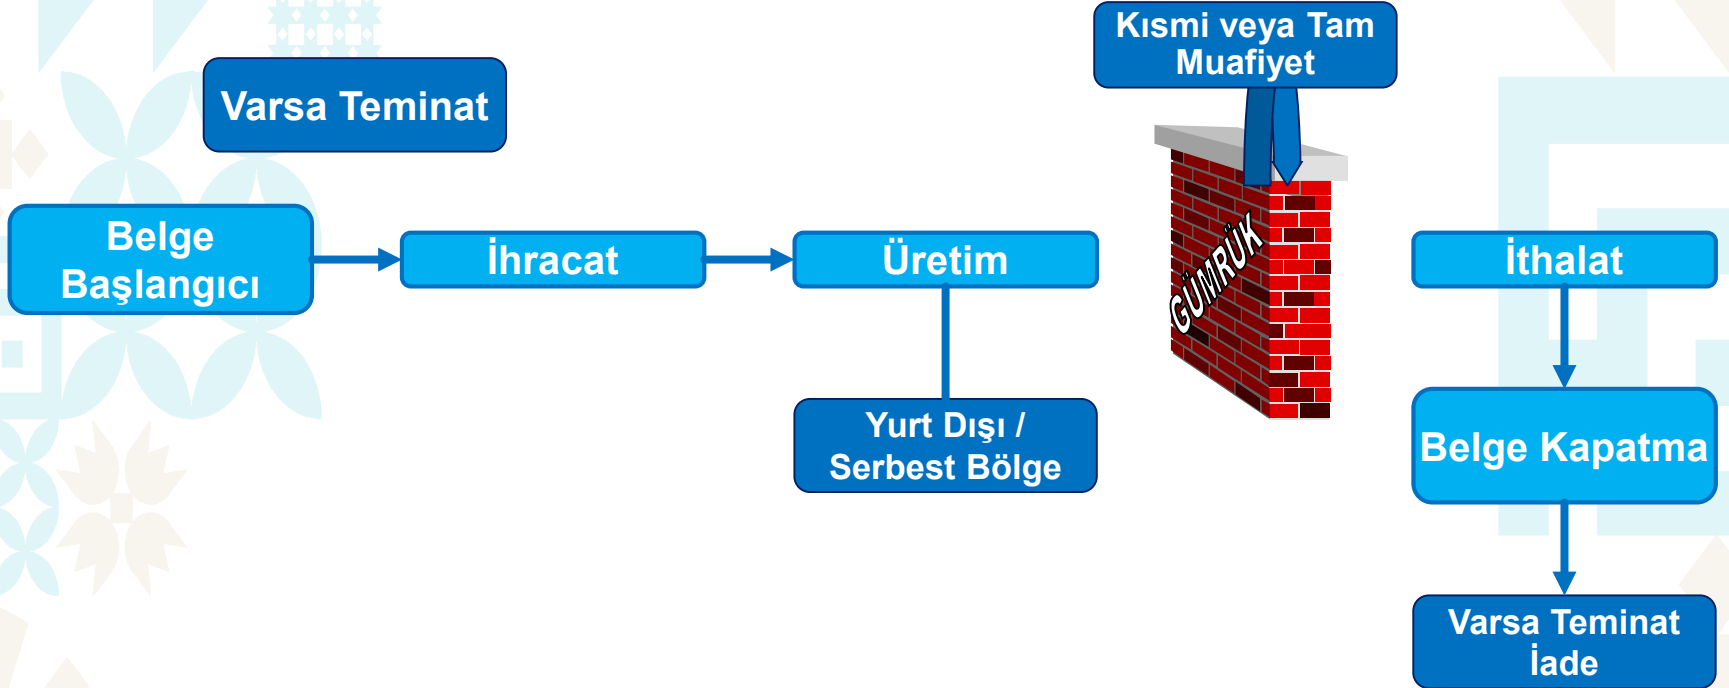 Kısmi veya Tam
Muafiyet
Varsa Teminat
Belge
Başlangıcı
İhracat
Üretim
GÜMRÜK
İthalat
Yurt Dışı /
Serbest Bölge
Belge Kapatma
Varsa Teminat
İade